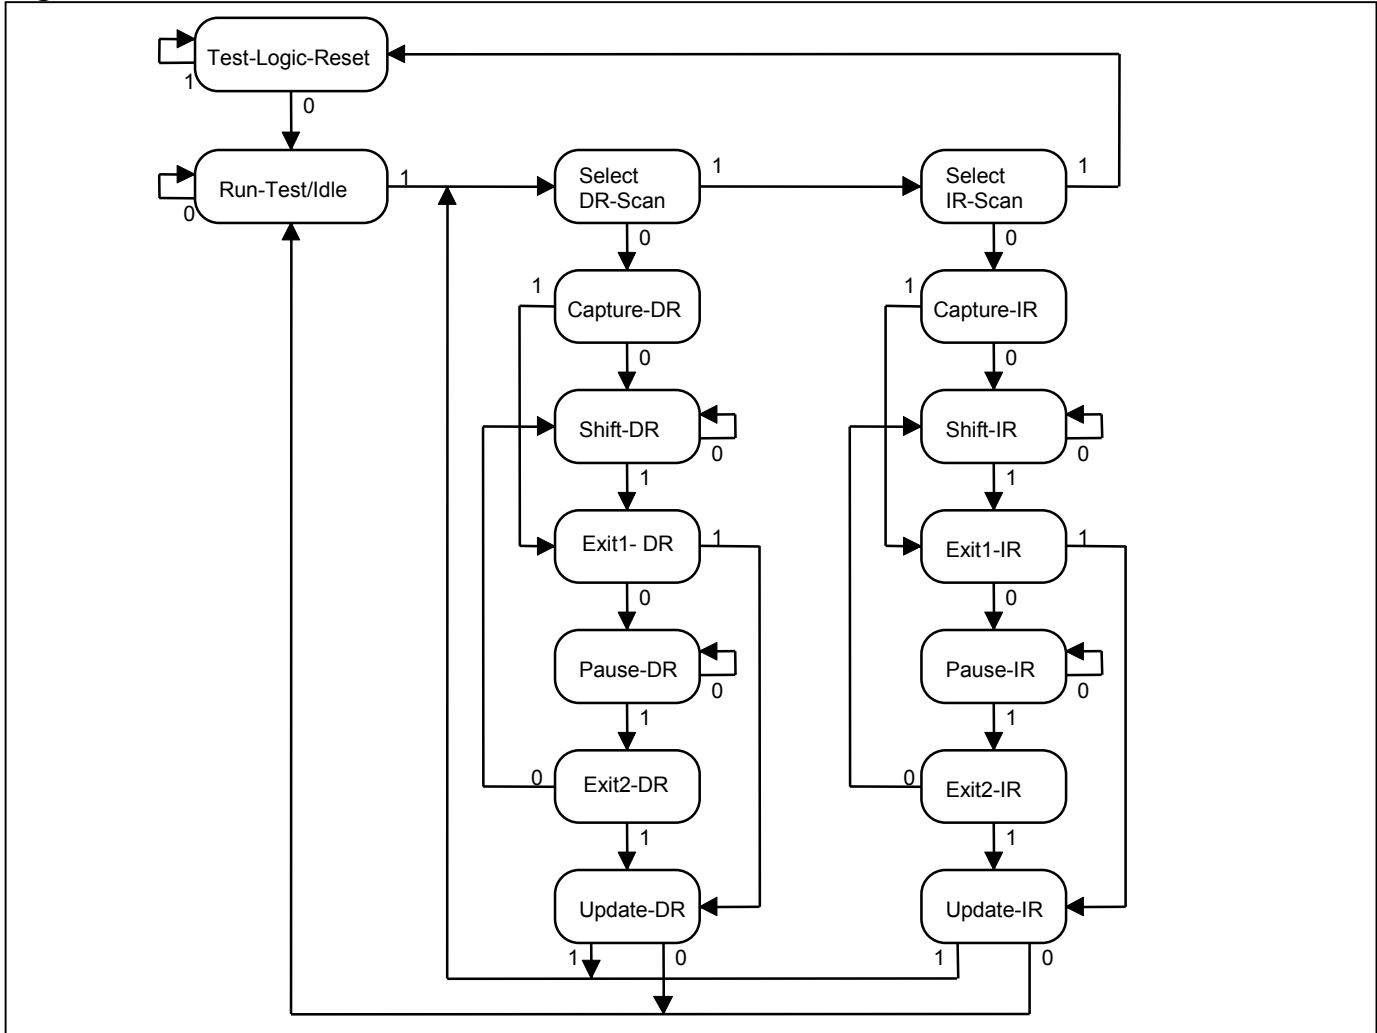 Test-Logic-Reset
1
0
Run-Test/Idle
0
1
Select
DR-Scan
1
Select
IR-Scan
1
0
0
1
Capture-DR
1
Capture-IR
0
0
Shift-DR
0
Shift-IR
0
1
1
Exit1- DR
1
Exit1-IR
1
0
0
Pause-DR
0
Pause-IR
0
1
1
0
Exit2-DR
0
Exit2-IR
1
1
Update-DR
Update-IR
1
0
1
0